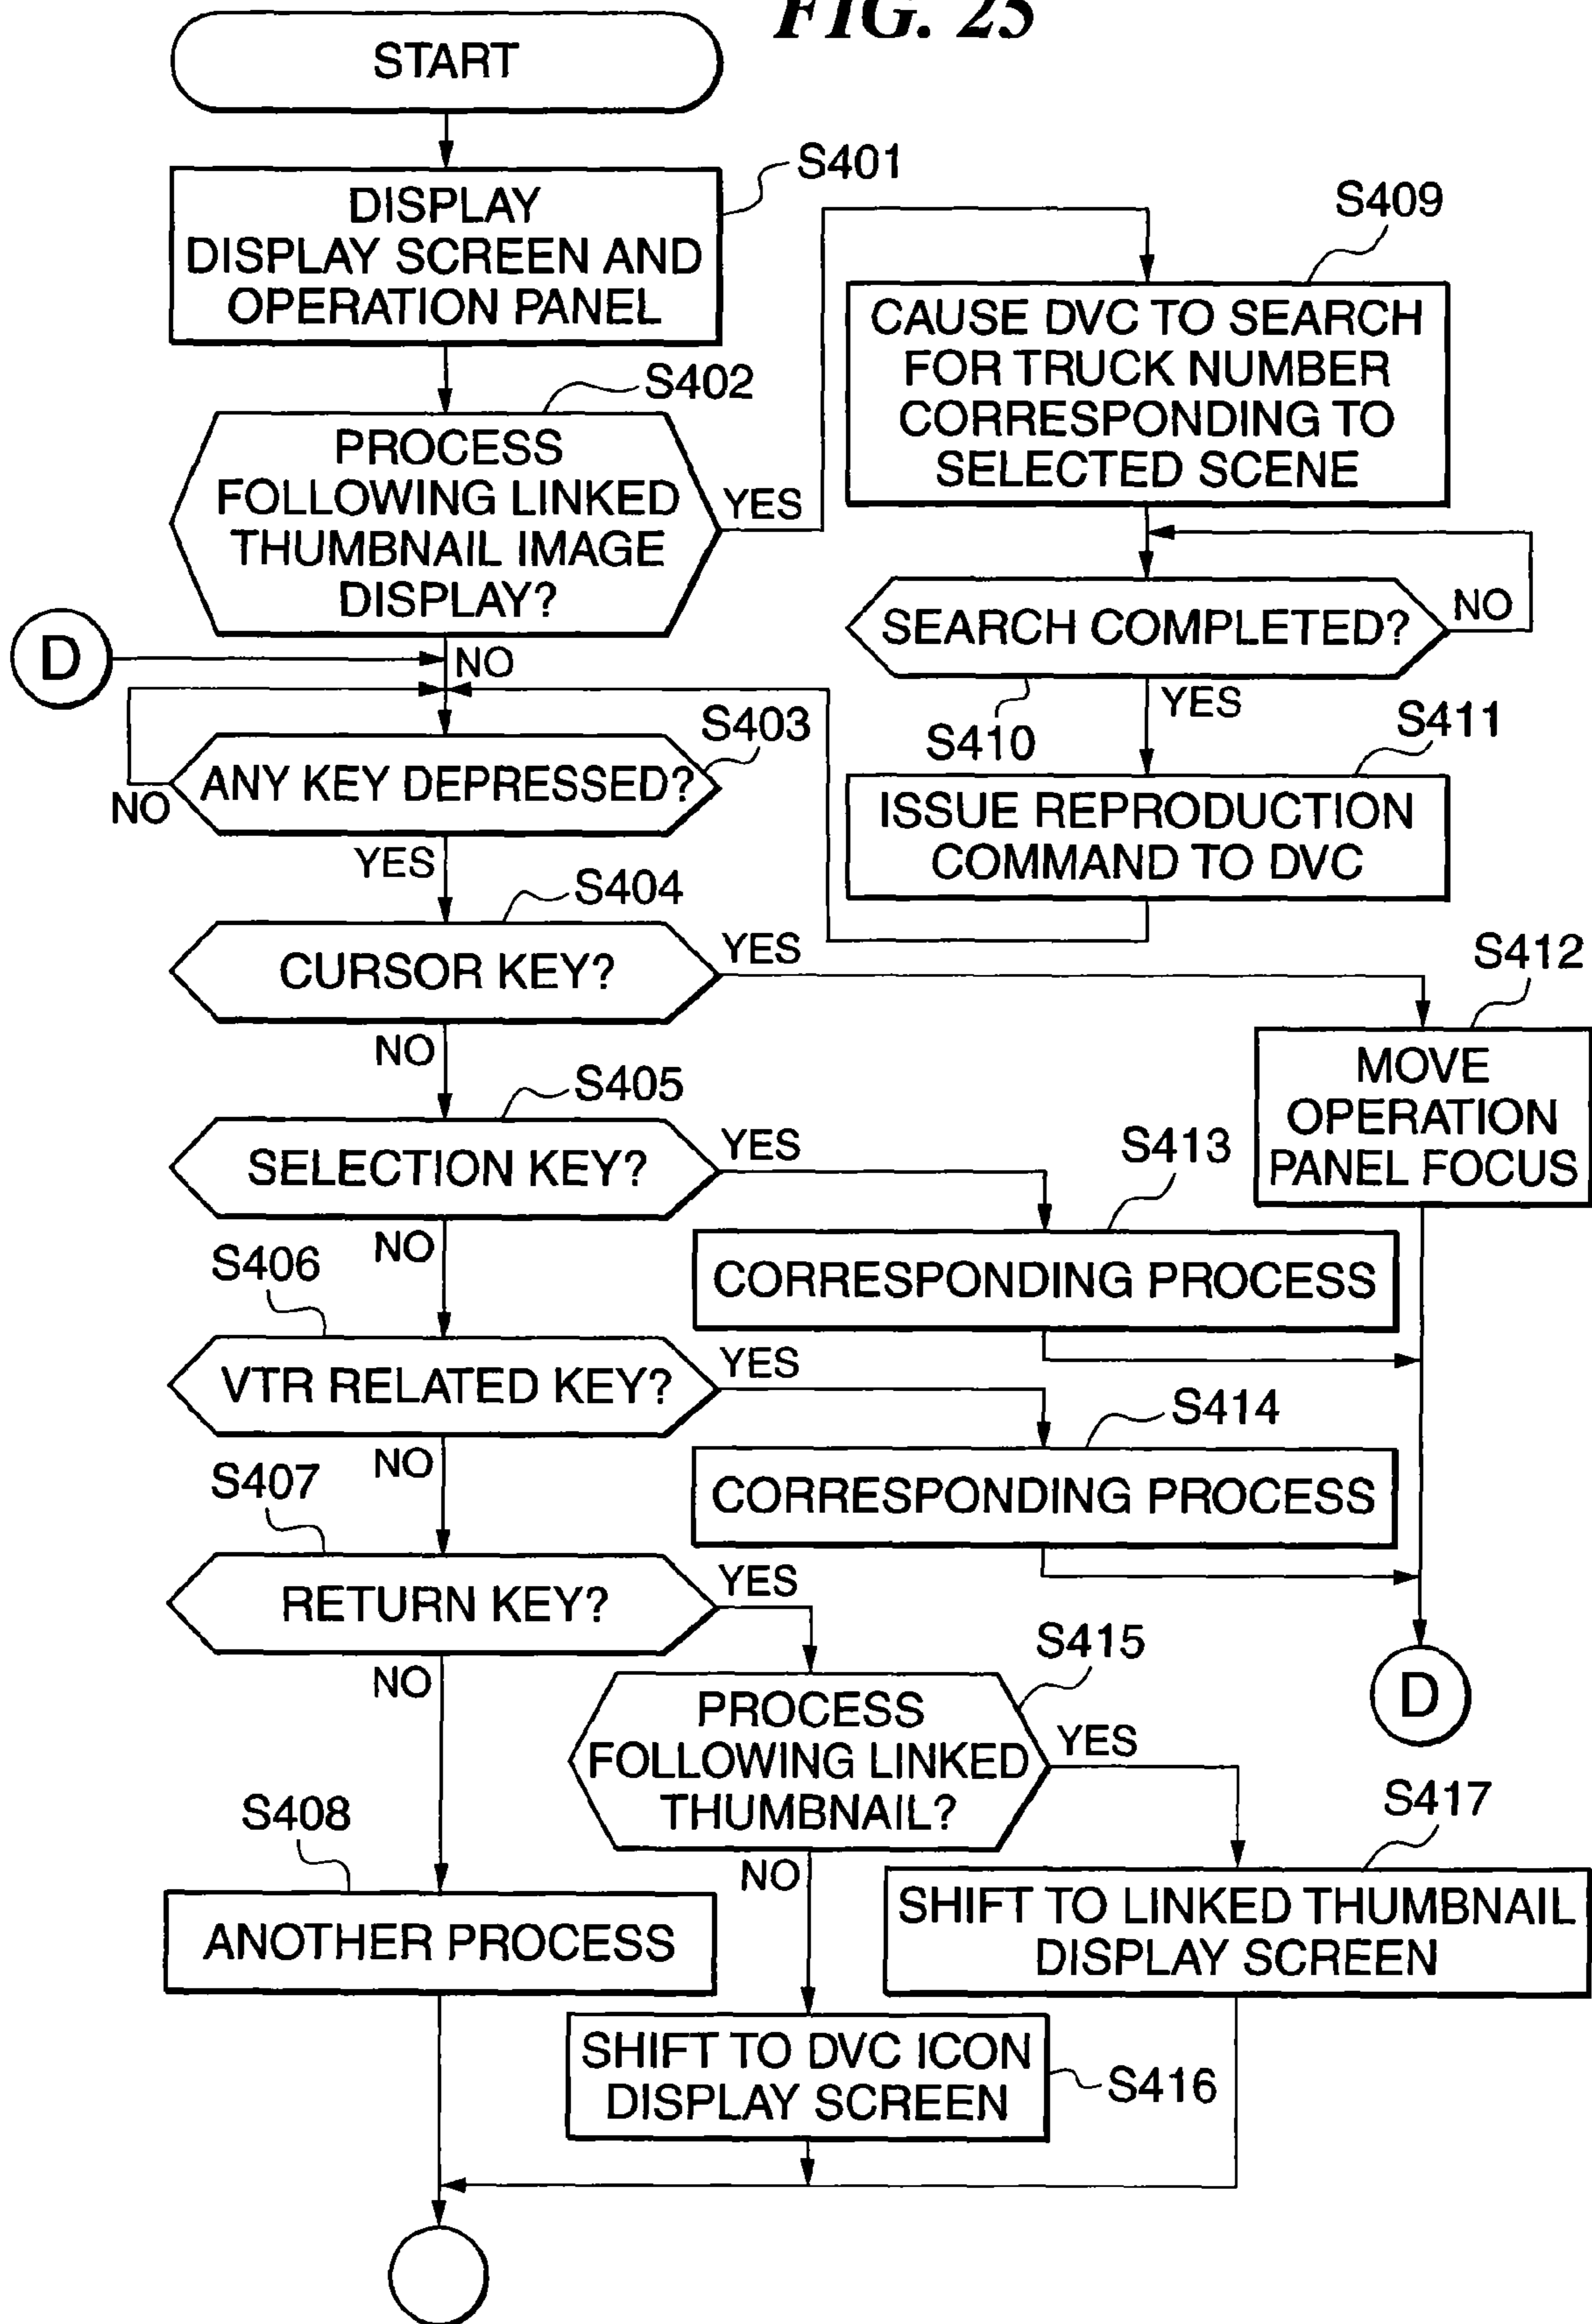 FIG. 25
START
S401
DISPLAY
DISPLAY SCREEN AND
OPERATION PANEL
S402
PROCESS
FOLLOWING LINKED
THUMBNAIL IMAGE
DISPLAY?
YES
NO
D
S409
CAUSE DVC TO SEARCH
FOR TRUCK NUMBER
CORRESPONDING TO
SELECTED SCENE
SEARCH COMPLETED?
NO
S410
YES
S411
ISSUE REPRODUCTION
COMMAND TO DVC
S403
ANY KEY DEPRESSED?
NO
YES
S404
CURSOR KEY?
YES
NO
S412
MOVE
OPERATION
PANEL FOCUS
S405
SELECTION KEY?
YES
NO
S413
CORRESPONDING PROCESS
S406
VTR RELATED KEY?
YES
NO
S414
CORRESPONDING PROCESS
S407
RETURN KEY?
YES
NO
D
S415
PROCESS
FOLLOWING LINKED
THUMBNAIL?
YES
NO
S408
ANOTHER PROCESS
S417
SHIFT TO LINKED THUMBNAIL
DISPLAY SCREEN
SHIFT TO DVC ICON
DISPLAY SCREEN
S416